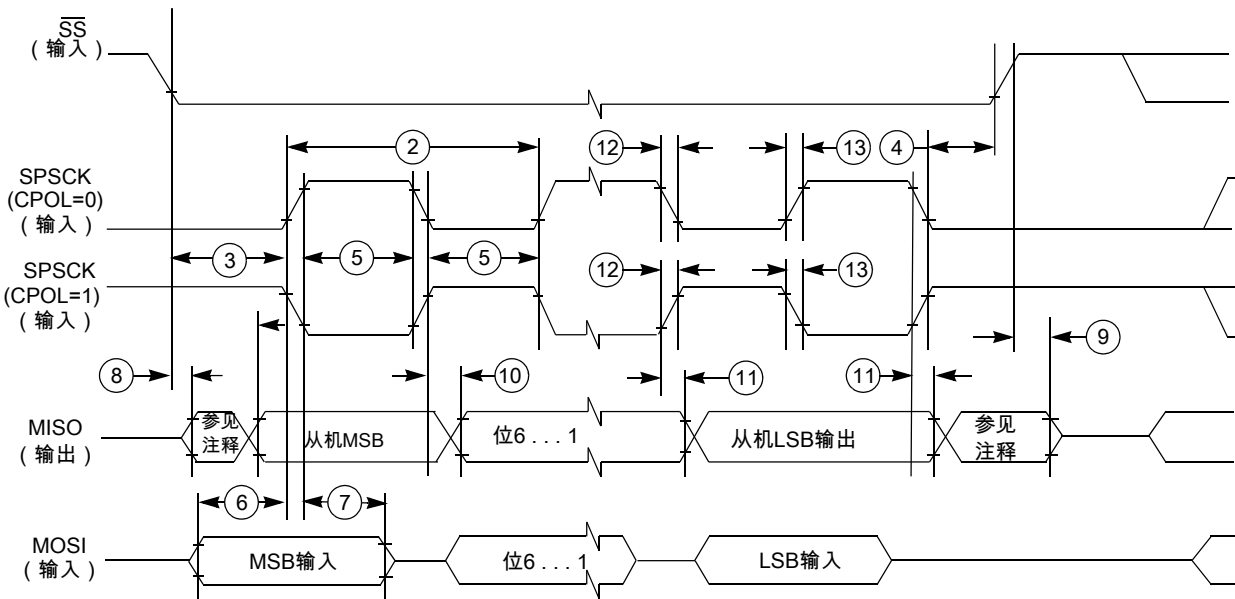 SS
(输入)
2
12
13
4
SPSCK
(CPOL=0)
(输入)
3
5
5
SPSCK
(CPOL=1)
(输入)
12
13
8
10
11
11
9
MISO
(输出)
参见
注释
从机MSB
位6 . . . 1
从机LSB输出
参见
注释
6
7
MOSI
(输入)
MSB输入
位6 . . . 1
LSB输入